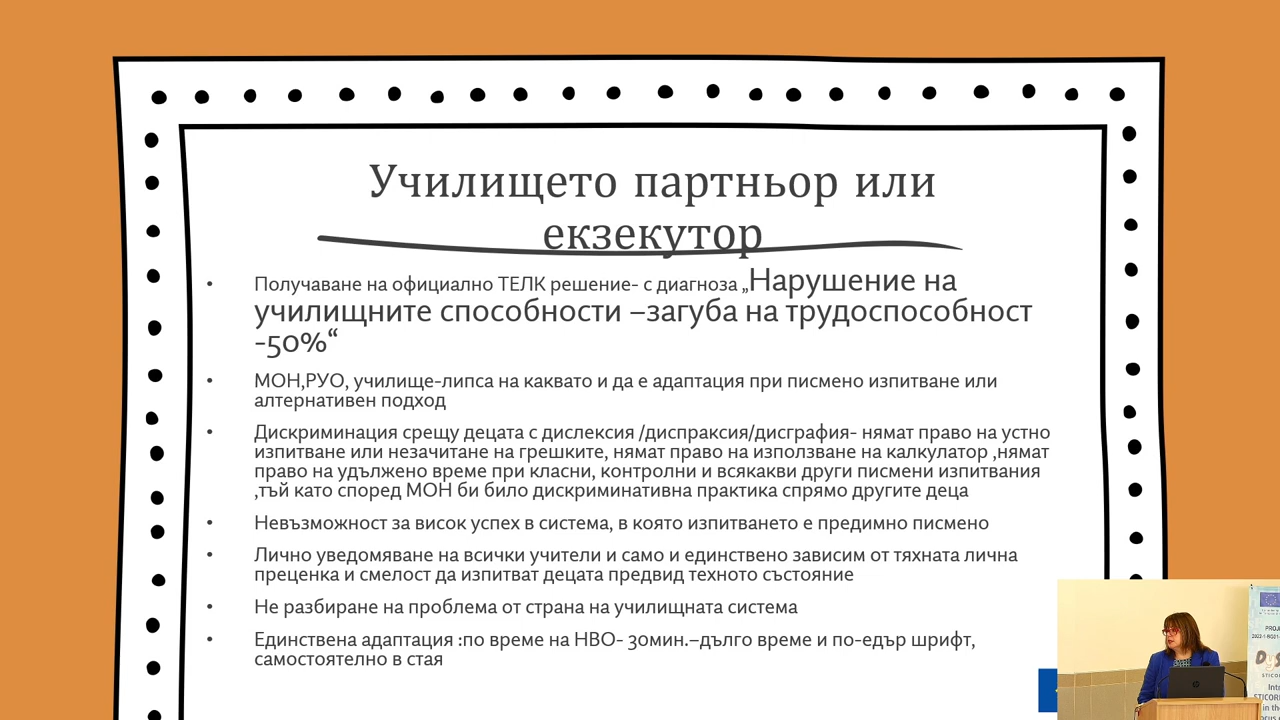 Училището партньор или
екзекутор
• Получаване на официално ТЕЛК решение- с диагноза „Нарушение на
училищните способности –загуба на трудоспособност
-50%“
• МОН,РУО, училище-липса на каквато и да е адаптация при писмено изпитване или
алтернативен подход
• Дискриминация срещу децата с дислексия /диспраксия/дисграфия- нямат право на устно
изпитване или незачитане на грешките, нямат право на използване на калкулатор ,нямат
право на удължено време при класни, контролни и всякакви други писмени изпитвания
,тъй като според МОН би било дискриминативна практика спрямо другите деца
• Невъзможност за висок успех в система, в която изпитването е предимно писмено
• Лично уведомяване на всички учители и само и единствено зависим от тяхната лична
преценка и смелост да изпитват децата предвид техното състояние
• Не разбиране на проблема от страна на училищната система
• Единствена адаптация :по време на НВО- 30мин.–дълго време и по-едър шрифт,
самостоятелно в стая